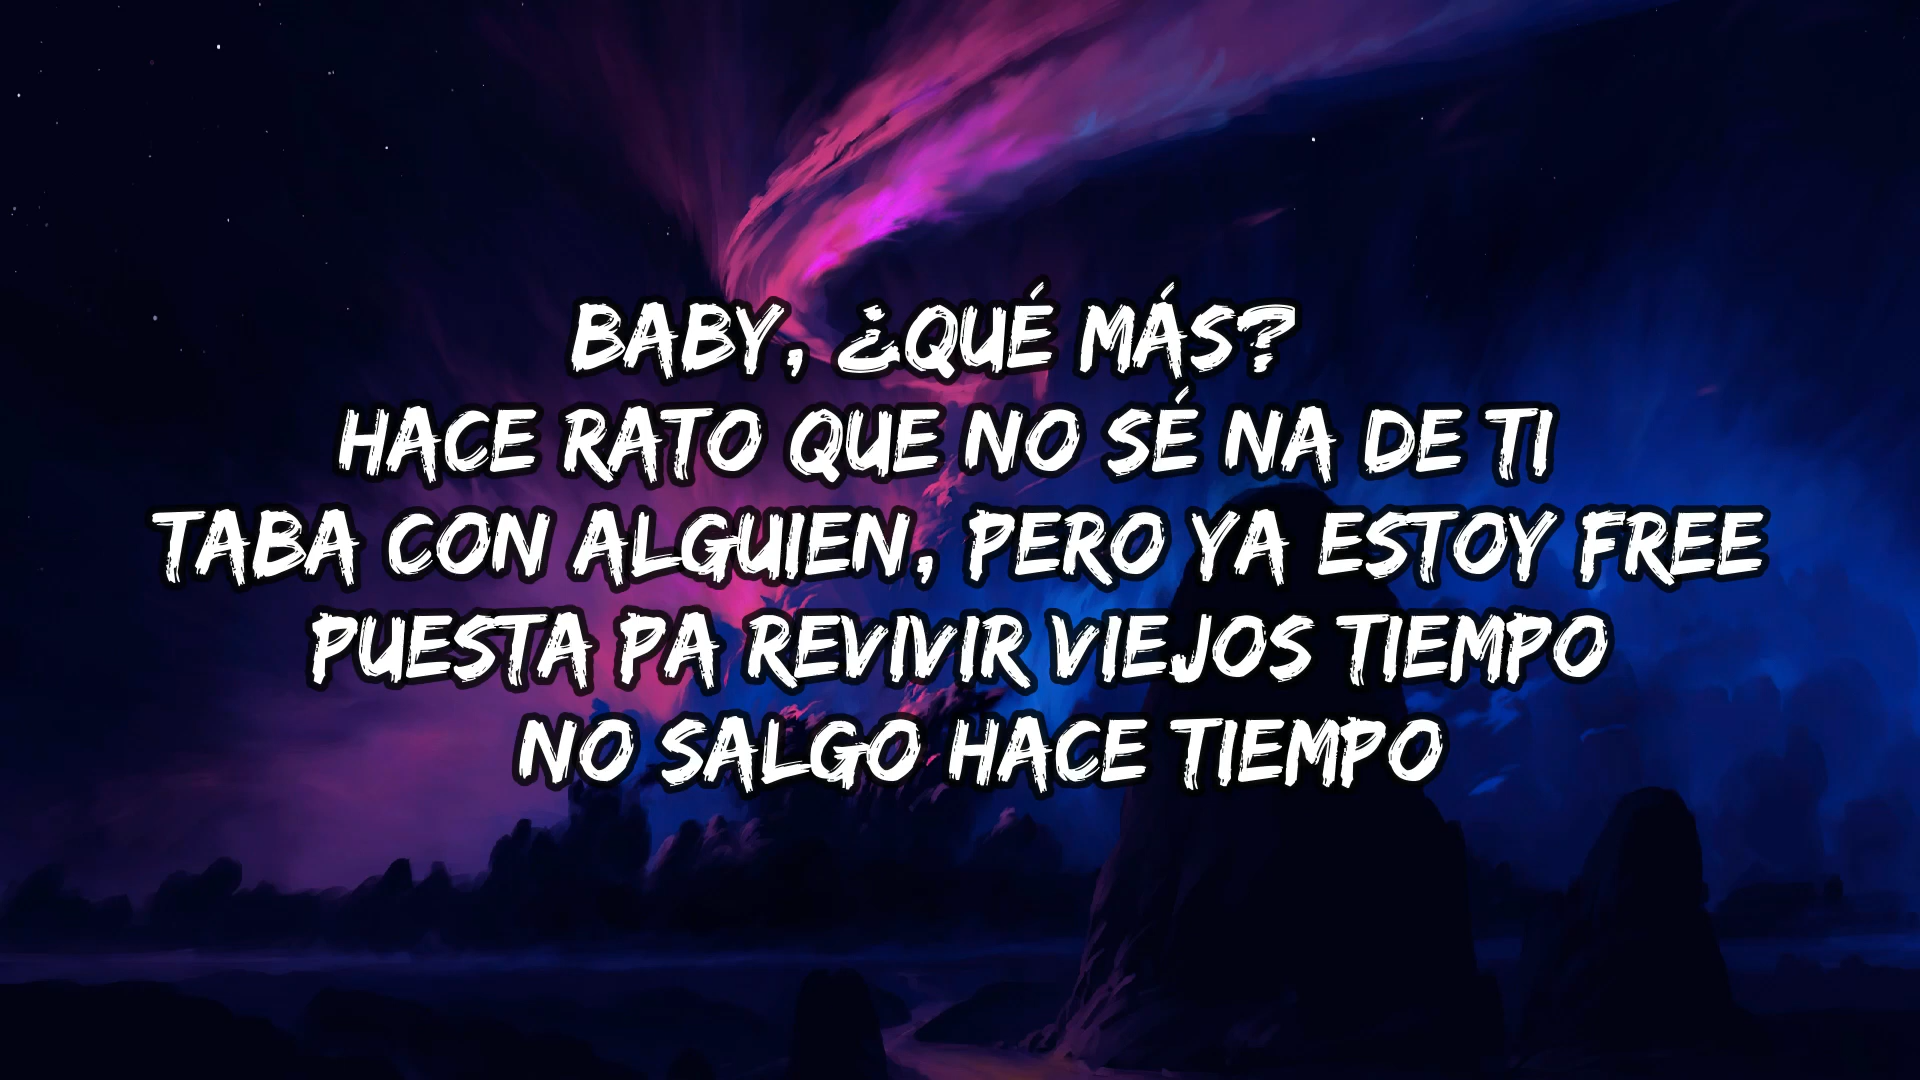 BABY, ¿QUÉ MÁS?
HACE RATO QUE NO SÉ NA DE TI
TABA CON ALGUIEN, PERO YA ESTOY FREE
PUESTA PA REVIVIR VIEJOS TIEMPO
NO SALGO HACE TIEMPO